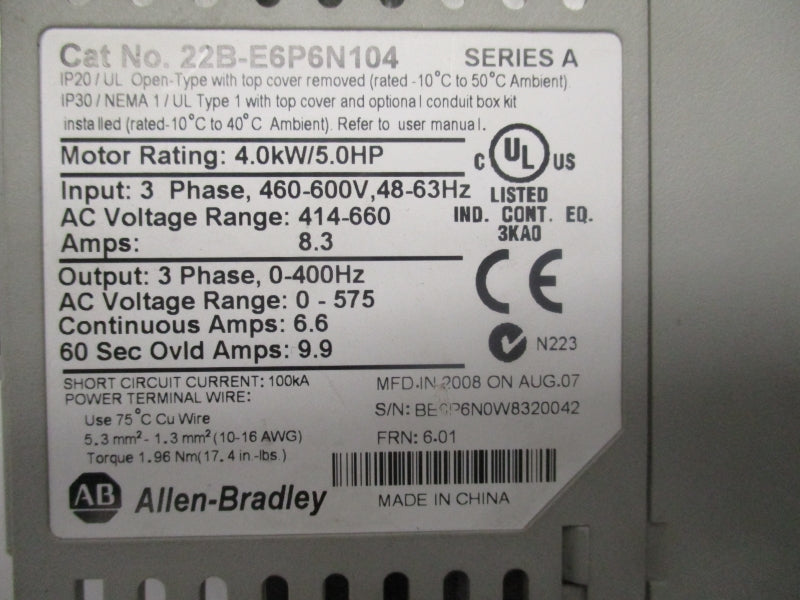 Cat No. 22B-E6P6N104 SERIES A
IP20 / UL Open-Type with top cover removed (rated -10°C to 50°C Ambient).
IP30 / NEMA 1 / UL Type 1 with top cover and optional conduit box kit
installed (rated-10°C to 40°C Ambient). Refer to user manual.
Motor Rating: 4.0kW/5.0HP
C UL US
Input: 3 Phase, 460-600V,48-63Hz
LISTED
AC Voltage Range: 414-660
IND. CONT. EQ.
Amps: 8.3
3KA0
Output: 3 Phase, 0-400Hz
CE
AC Voltage Range: 0 - 575
Continuous Amps: 6.6
60 Sec Ovld Amps: 9.9
N223
SHORT CIRCUIT CURRENT: 100kA
POWER TERMINAL WIRE:
Use 75°C Cu Wire
5.3 mm²- 1.3 mm²(10-16 AWG)
Torque 1.96 Nm(17.4 in-lbs.)
MFD.IN 2008 ON AUG.07
S/N:
FRN: 6.01
AB Allen-Bradley
MADE IN CHINA